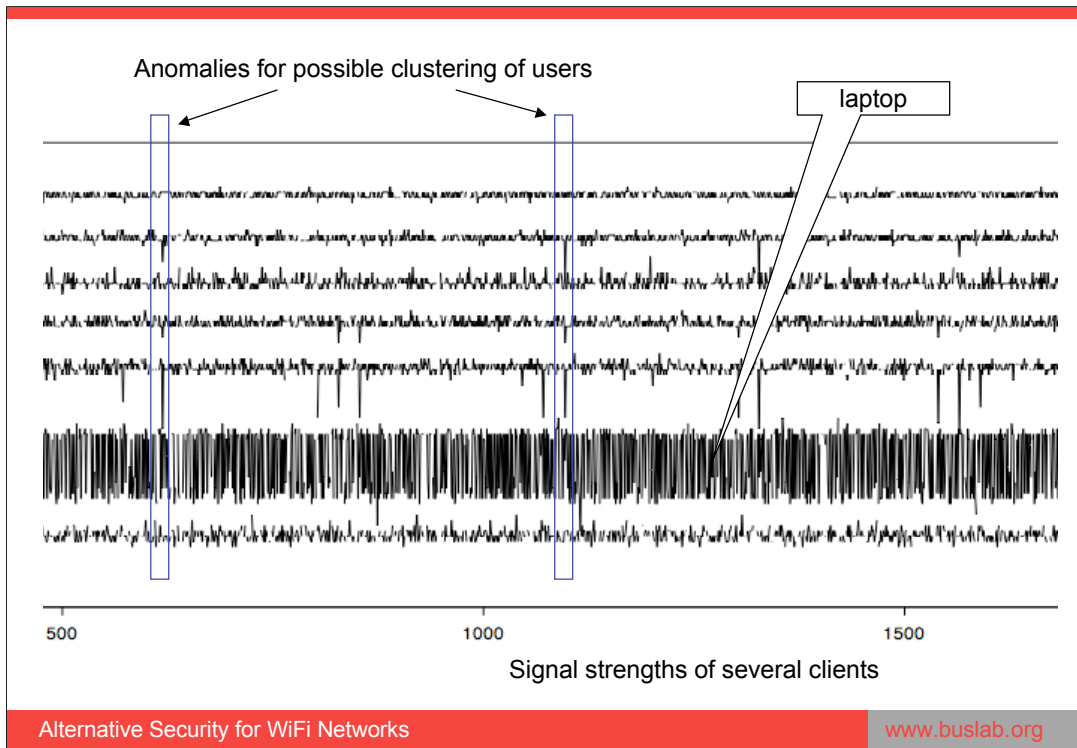 Anomalies for possible clustering of users
laptop
500
1000
1500
Signal strengths of several clients
Alternative Security for WiFi Networks
www.buslab.org